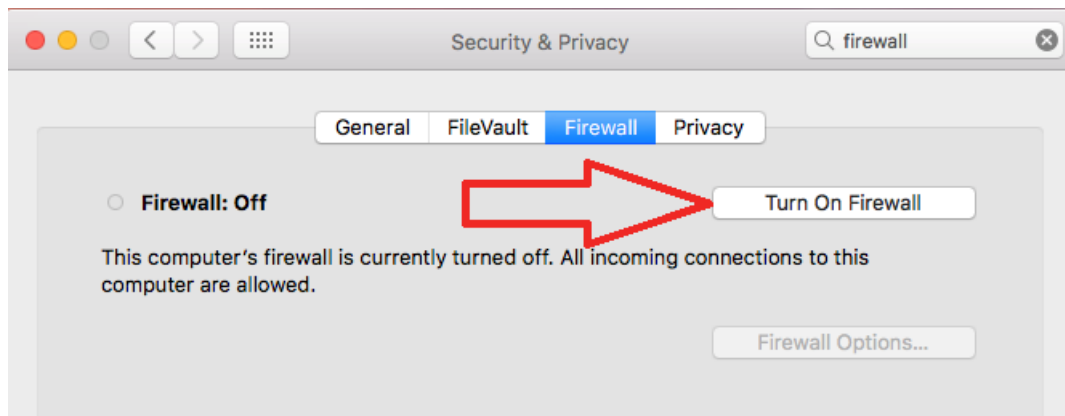 Security & Privacy
firewall
General FileVault Firewall Privacy
Firewall: Off
Turn On Firewall
This computer's firewall is currently turned off. All incoming connections to this
computer are allowed.
Firewall Options...